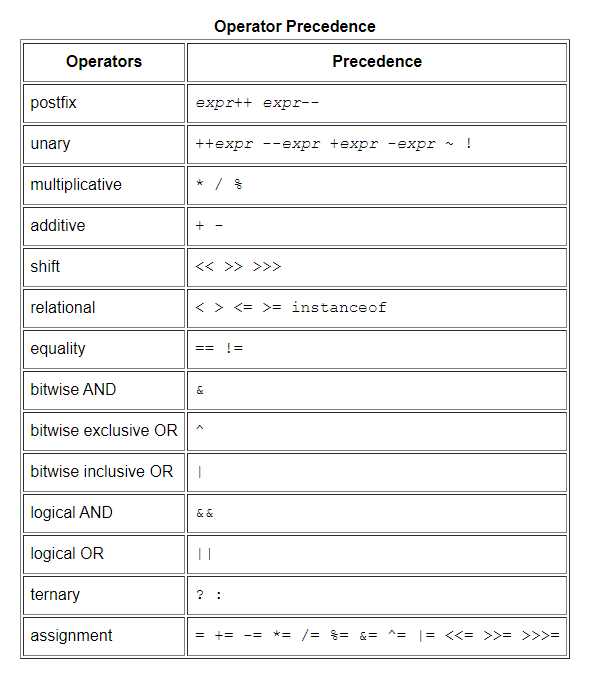 Operator Precedence
Operators Precedence
postfix expr++ expr--
unary ++expr --expr +expr -expr ~ !
multiplicative * / %
additive + -
shift << >> >>>
relational < > <= >= instanceof
equality == !=
bitwise AND &
bitwise exclusive OR ^
bitwise inclusive OR |
logical AND &&
logical OR ||
ternary ? :
assignment = += -= *= /= %= &= ^= |= <<= >>= >>>=